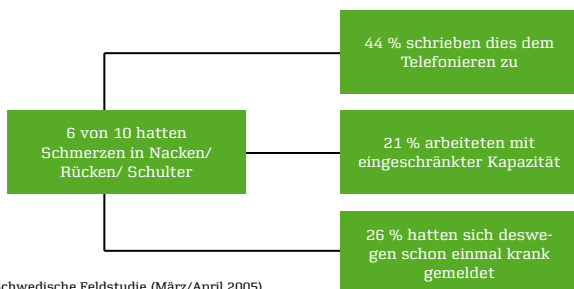 44 % schrieben dies dem
Telefonieren zu
6 von 10 hatten
Schmerzen in Nacken/
Rücken/ Schulter
21 % arbeiteten mit
eingeschränkter Kapazität
26 % hatten sich deswe-
gen schon einmal krank
gemeldet
Schwedische Feldstudie (März/April 2005)